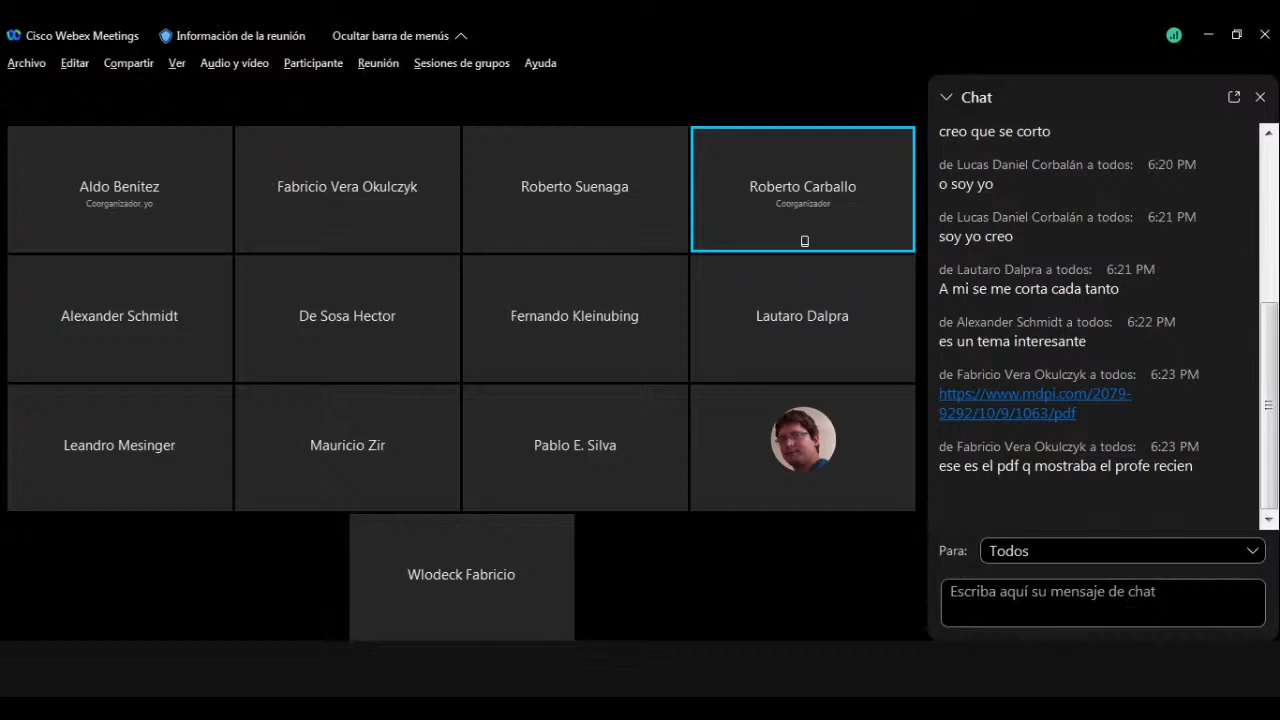 Cisco Webex Meetings
Información de la reunión
Ocultar barra de menús
Archivo Editar Compartir Ver Audio y vídeo Participante Reunión Sesiones de grupos Ayuda
Aldo Benitez
Coorganizador, yo
Fabricio Vera Okulczyk
Roberto Suenaga
Roberto Carballo
Coorganizador
Alexander Schmidt
De Sosa Hector
Fernando Kleinubing
Lautaro Dalpra
Leandro Mesinger
Mauricio Zir
Pablo E. Silva
Wlodeck Fabricio
Chat
creo que se corto
de Lucas Daniel Corbalán a todos: 6:20 PM
o soy yo
de Lucas Daniel Corbalán a todos: 6:21 PM
soy yo creo
de Lautaro Dalpra a todos: 6:21 PM
A mi se me corta cada tanto
de Alexander Schmidt a todos: 6:22 PM
es un tema interesante
de Fabricio Vera Okulczyk a todos: 6:23 PM
https://www.mdpi.com/2079-
9292/10/9/1063/pdf
de Fabricio Vera Okulczyk a todos: 6:23 PM
ese es el pdf q mostraba el profe recien
Para: Todos
Escriba aquí su mensaje de chat